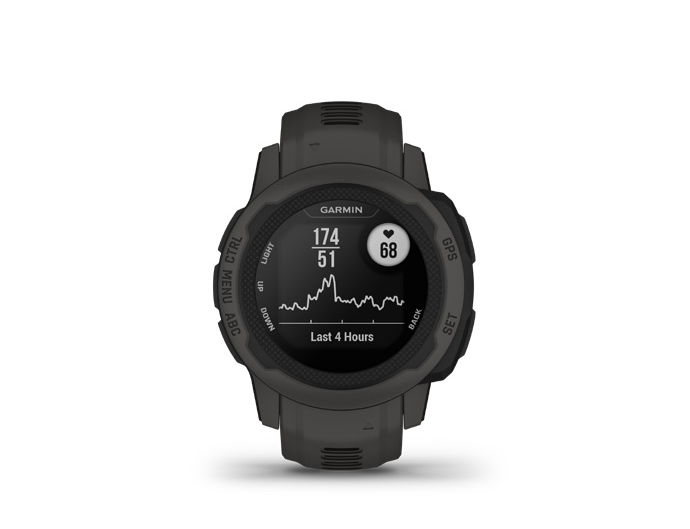 GARMIN
174
51
68
Last 4 Hours
LIGHT
UP
DOWN
BACK
CTRL
MENU
ABC
GPS
SET